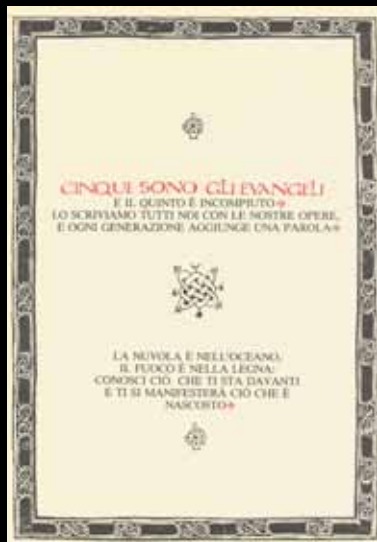 CINQUE SONO GLI EVANGELI
E IL QUINTO È INCOMPIUTO
LO SCRIVIAMO TUTTI NOI CON LE NOSTRE OPERE,
E OGNI GENERAZIONE AGGIUNGE UNA PAROLA
LA NUVOLA È NELL'OCEANO,
IL FUOCO È NELLA LEGNA:
CONOSCI CIÒ CHE TI STA DAVANTI
E TI SI MANIFESTERÀ CIÒ CHE È
NASCOSTO